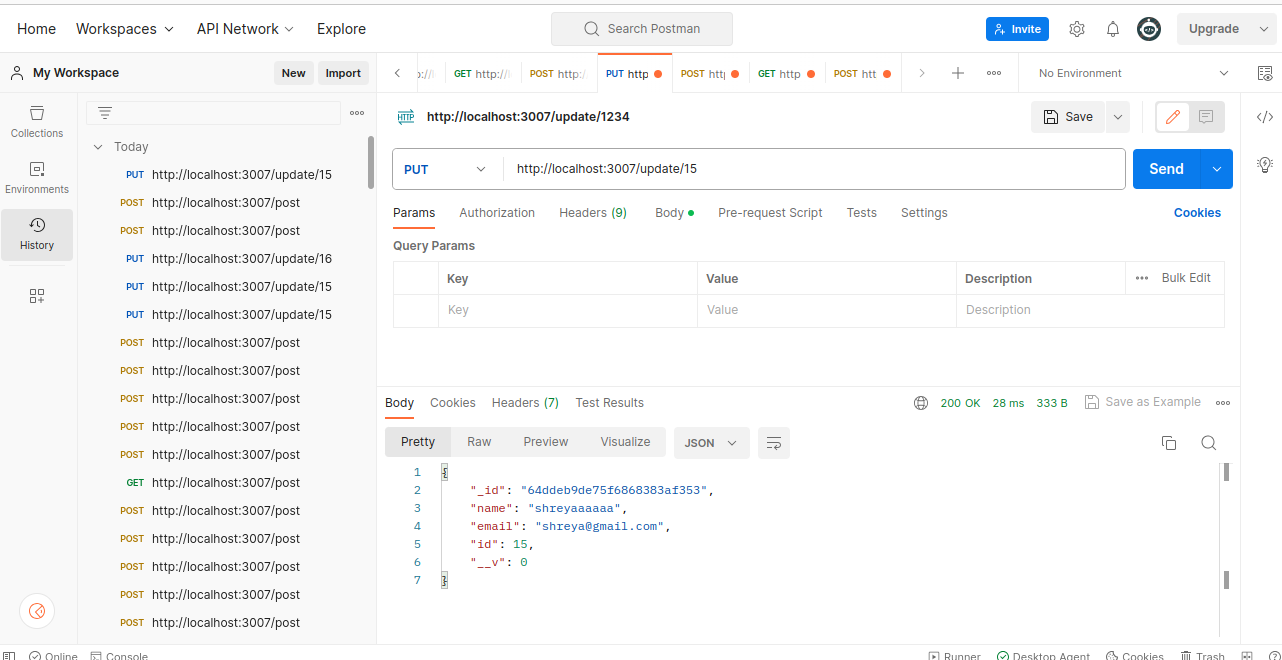 Home Workspaces API Network Explore Search Postman Invite Upgrade
My Workspace New Import
GET http://l POST http:/ PUT http POST htt GET http POST htt No Environment
Collections
Environments
History
Today
PUT http://localhost:3007/update/15
POST http://localhost:3007/post
POST http://localhost:3007/post
PUT http://localhost:3007/update/16
PUT http://localhost:3007/update/15
PUT http://localhost:3007/update/15
POST http://localhost:3007/post
POST http://localhost:3007/post
POST http://localhost:3007/post
POST http://localhost:3007/post
POST http://localhost:3007/post
GET http://localhost:3007/post
POST http://localhost:3007/post
POST http://localhost:3007/post
POST http://localhost:3007/post
POST http://localhost:3007/post
POST http://localhost:3007/post
HTTP http://localhost:3007/update/1234 Save
PUT http://localhost:3007/update/15 Send
Params Authorization Headers (9) Body Pre-request Script Tests Settings Cookies
Query Params
Key Value Description Bulk Edit
Key Value Description
Body Cookies Headers (7) Test Results 200 OK 28 ms 333 B Save as Example
Pretty Raw Preview Visualize JSON
1 {
2 "_id": "64ddeb9de75f6868383af353",
3 "name": "shreyaaaaaa",
4 "email": "shreya@gmail.com",
5 "id": 15,
6 "__v": 0
7 }
Online Console Runner Desktop Agent Cookies Trash